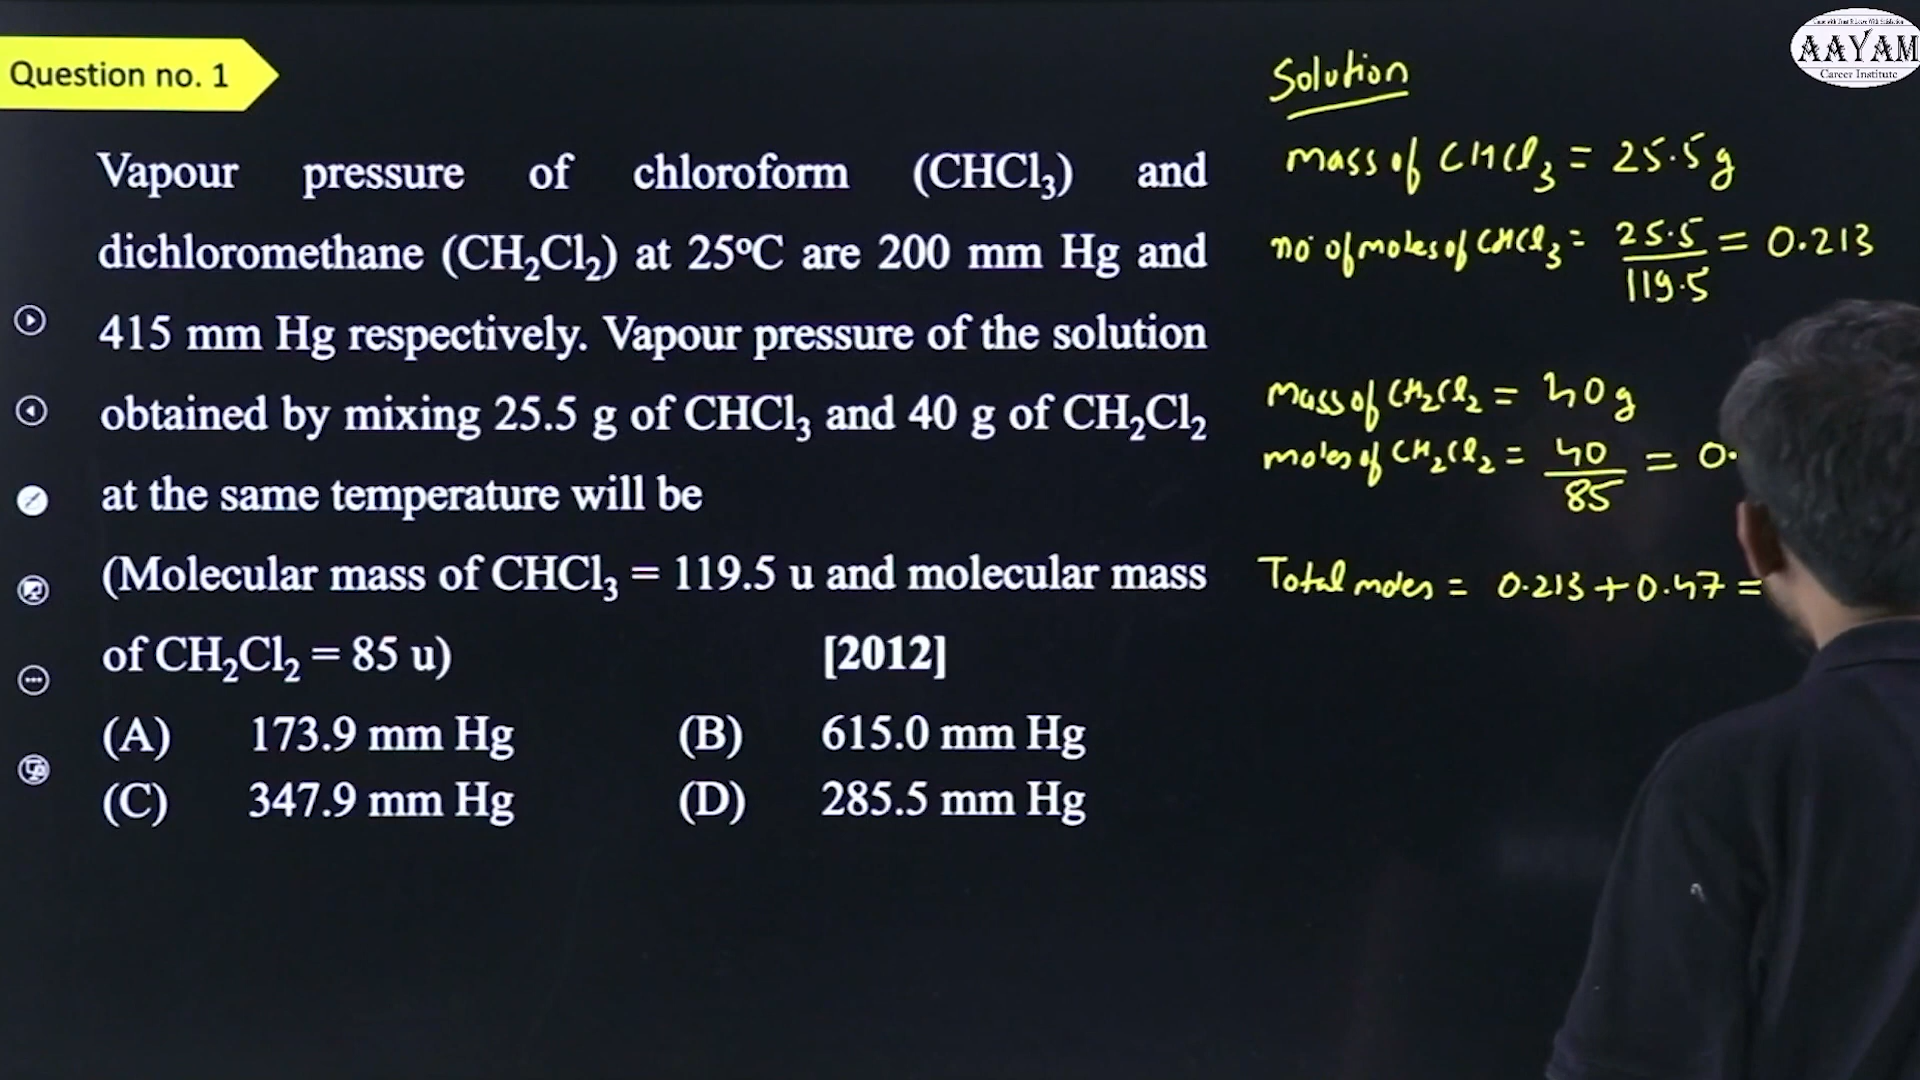 Question no. 1
Vapour pressure of chloroform (CHCl₃) and
dichloromethane (CH₂Cl₂) at 25ºC are 200 mm Hg and
415 mm Hg respectively. Vapour pressure of the solution
obtained by mixing 25.5 g of CHCl₃ and 40 g of CH₂Cl₂
at the same temperature will be
(Molecular mass of CHCl₃ = 119.5 u and molecular mass
of CH₂Cl₂ = 85 u) [2012]
(A) 173.9 mm Hg (B) 615.0 mm Hg
(C) 347.9 mm Hg (D) 285.5 mm Hg
Solution
mass of CHCl₃ = 25.5 g
no of moles of CHCl₃ = 25.5/119.5 = 0.213
mass of CH₂Cl₂ = 40 g
moles of CH₂Cl₂ = 40/85 = 0.
Total moles = 0.213 + 0.47 =
AAYAM
Career Institute